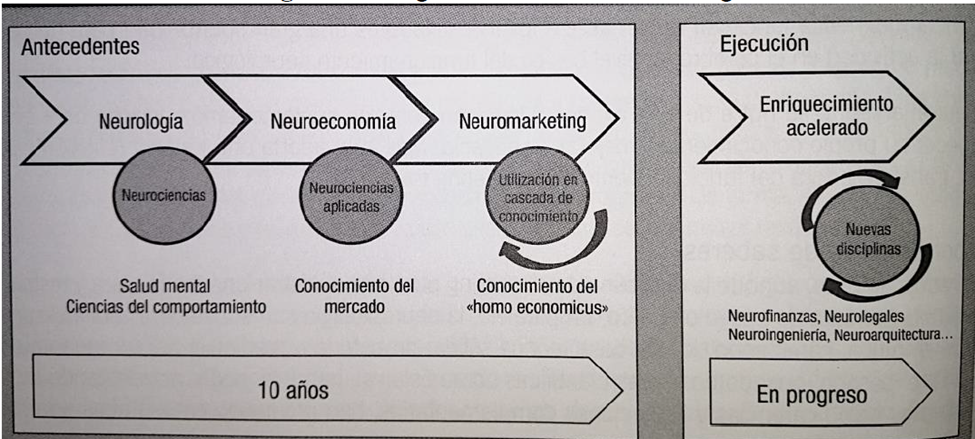 Antecedentes
Neurología
Neuroeconomía
Neuromarketing
Neurociencias
Neurociencias
aplicadas
Utilización en
cascada de
conocimiento
Salud mental
Ciencias del comportamiento
Conocimiento del
mercado
Conocimiento del
«homo economicus»
10 años
Ejecución
Enriquecimiento
acelerado
Nuevas
disciplinas
Neurofinanzas, Neurolegales
Neuroingeniería, Neuroarquitectura...
En progreso